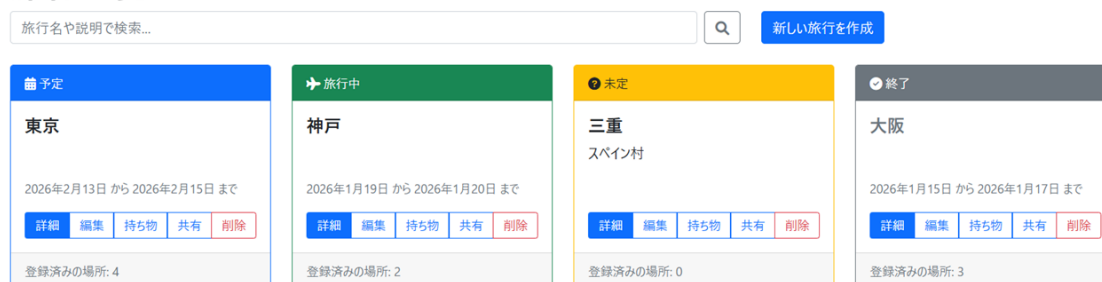 旅行名や説明で検索...
新しい旅行を作成
予定
東京
2026年2月13日 から 2026年2月15日 まで
詳細 編集 持ち物 共有 削除
登録済みの場所: 4
旅行中
神戸
2026年1月19日 から 2026年1月20日 まで
詳細 編集 持ち物 共有 削除
登録済みの場所: 2
未定
三重
スペイン村
詳細 編集 持ち物 共有 削除
登録済みの場所: 0
終了
大阪
2026年1月15日 から 2026年1月17日 まで
詳細 編集 持ち物 共有 削除
登録済みの場所: 3